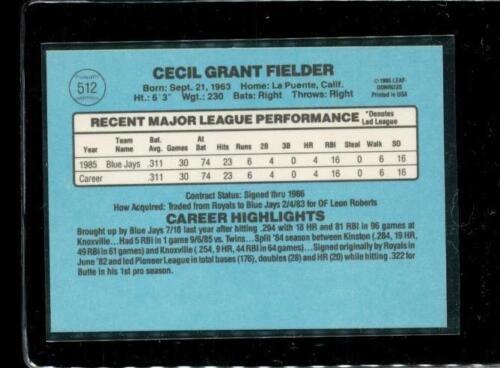 512
CECIL GRANT FIELDER
Born: Sept. 21, 1963 Home: La Puente, Calif.
Ht.: 6'3" Wgt.: 230 Bats: Right Throws: Right
© 1985 LEAF-
DONRUSS
Printed in USA
RECENT MAJOR LEAGUE PERFORMANCE *Denotes Led League
Year Team Name Bat. Avg. Games At Bat Hits Runs 2B 3B HR RBI Steal Walk SO
1985 Blue Jays .311 30 74 23 6 4 0 4 16 0 6 16
Career .311 30 74 23 6 4 0 4 16 0 6 16
Contract Status: Signed thru 1986
How Acquired: Traded from Royals to Blue Jays 2/4/83 for OF Leon Roberts
CAREER HIGHLIGHTS
Brought up by Blue Jays 7/18 last year after hitting .294 with 18 HR and 81 RBI in 96 games at
Knoxville... Had 5 RBI in 1 game 9/6/85 vs. Twins... Split '84 season between Kinston (.284, 19 HR,
49 RBI in 61 games) and Knoxville (.254, 9 HR, 44 RBI in 64 games)... Signed originally by Royals in
June '82 and led Pioneer League in total bases (176), doubles (28) and HR (20) while hitting .322 for
Butte in his 1st pro season.